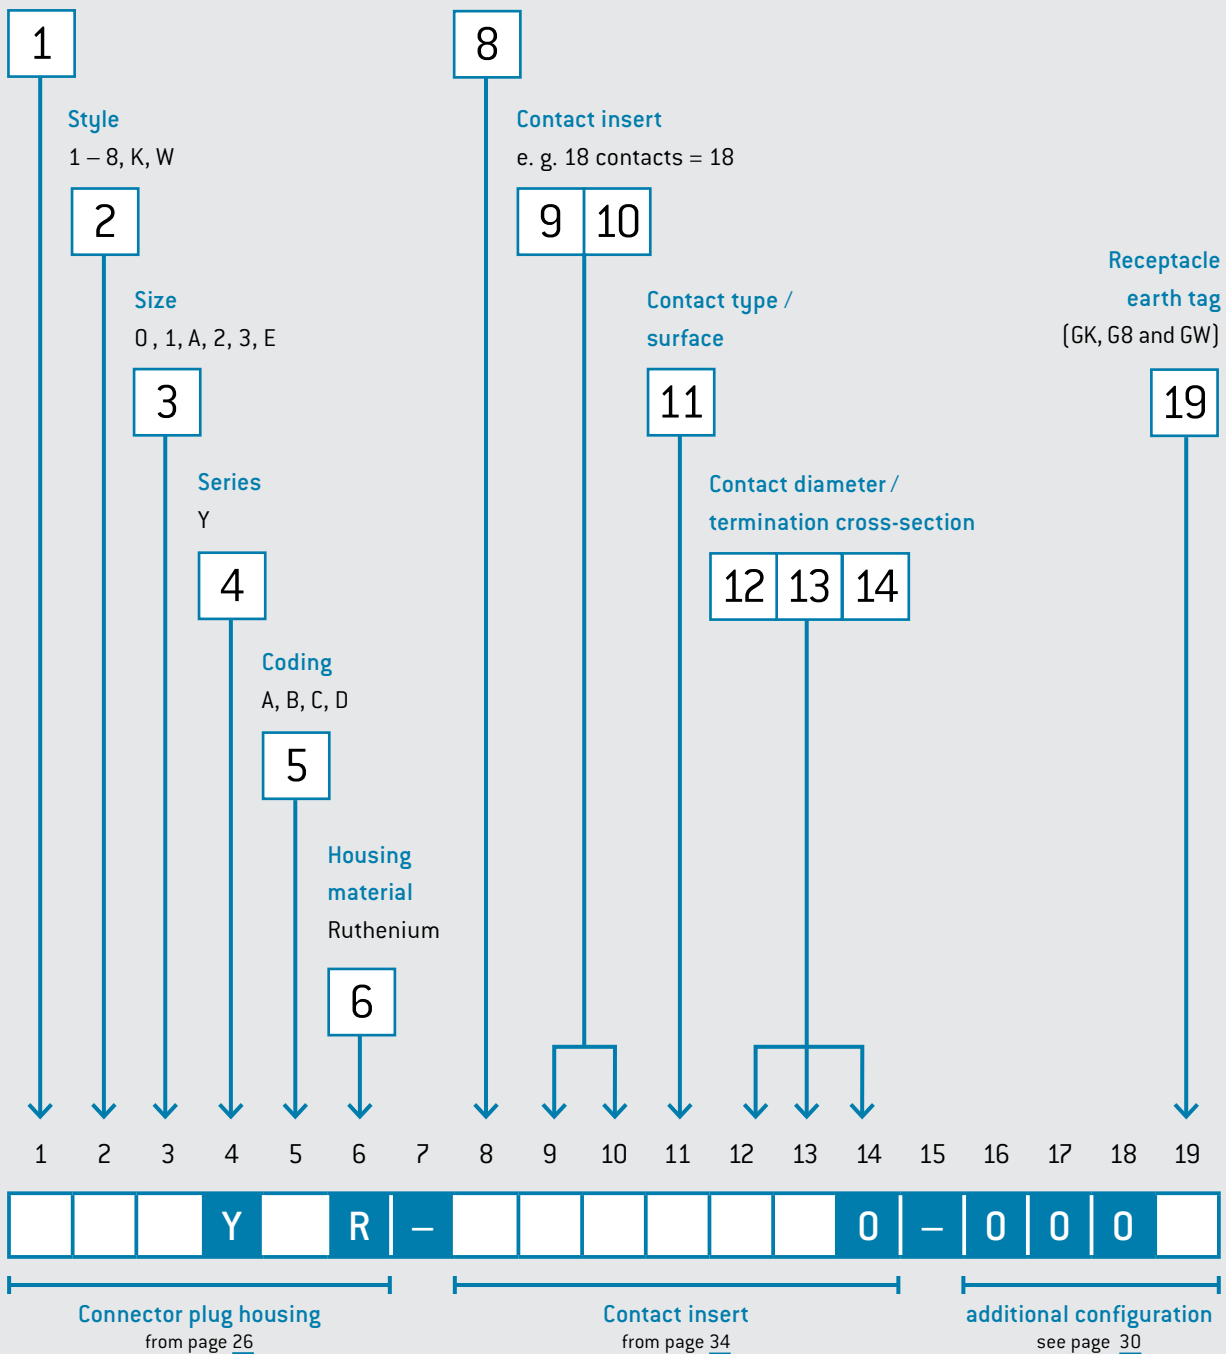 1
8
Style
1 – 8, K, W
Contact insert
e. g. 18 contacts = 18
2
9 10
Receptacle
earth tag
(GK, G8 and GW)
Size
0 , 1, A, 2, 3, E
Contact type /
surface
3
11
19
Series
Y
Contact diameter /
termination cross-section
4
12 13 14
Coding
A, B, C, D
5
Housing
material
Ruthenium
6
1 2 3 4 5 6 7 8 9 10 11 12 13 14 15 16 17 18 19
Y R – 0 – 0 0 0
Connector plug housing
from page 26
Contact insert
from page 34
additional configuration
see page 30